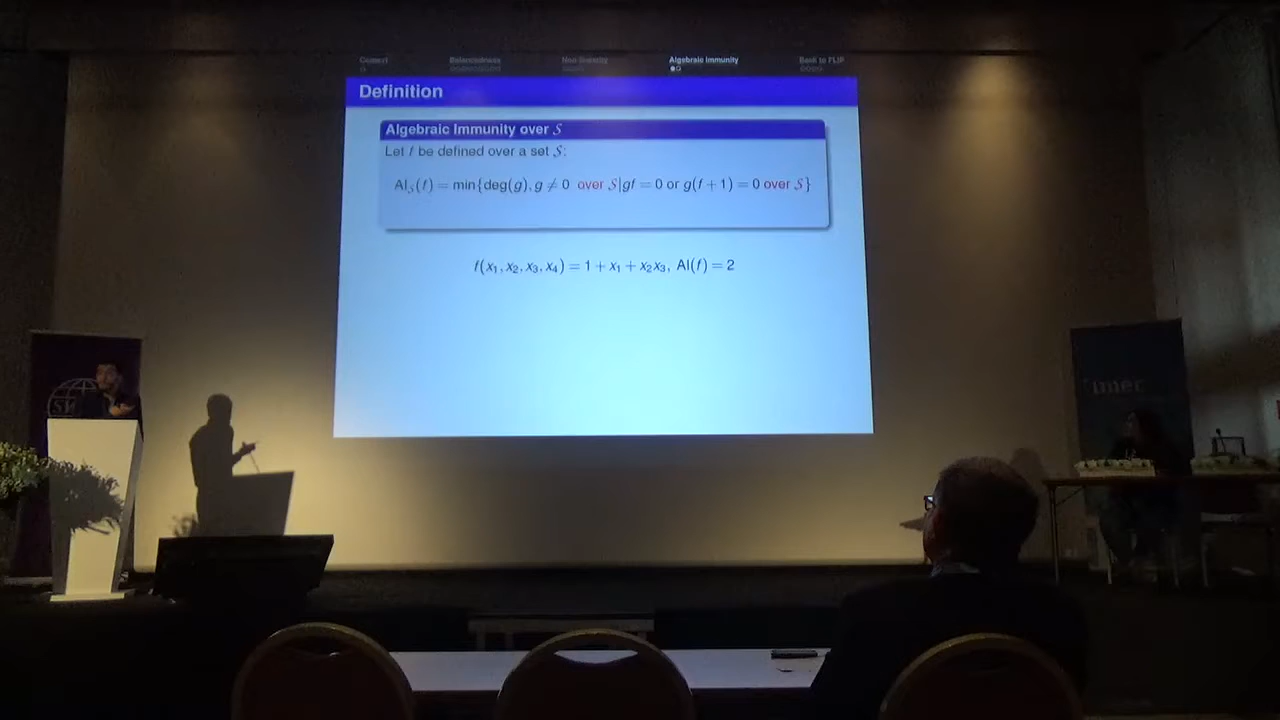 Context Balancedness Non-linearity Algebraic Immunity Back to FLIP
Definition
Algebraic Immunity over 𝒮
Let f be defined over a set 𝒮:
AI𝒮(f) = min{deg(g), g ≠ 0 over 𝒮|gf = 0 or g(f + 1) = 0 over 𝒮}
f(x₁, x₂, x₃, x₄) = 1 + x₁ + x₂x₃, AI(f) = 2